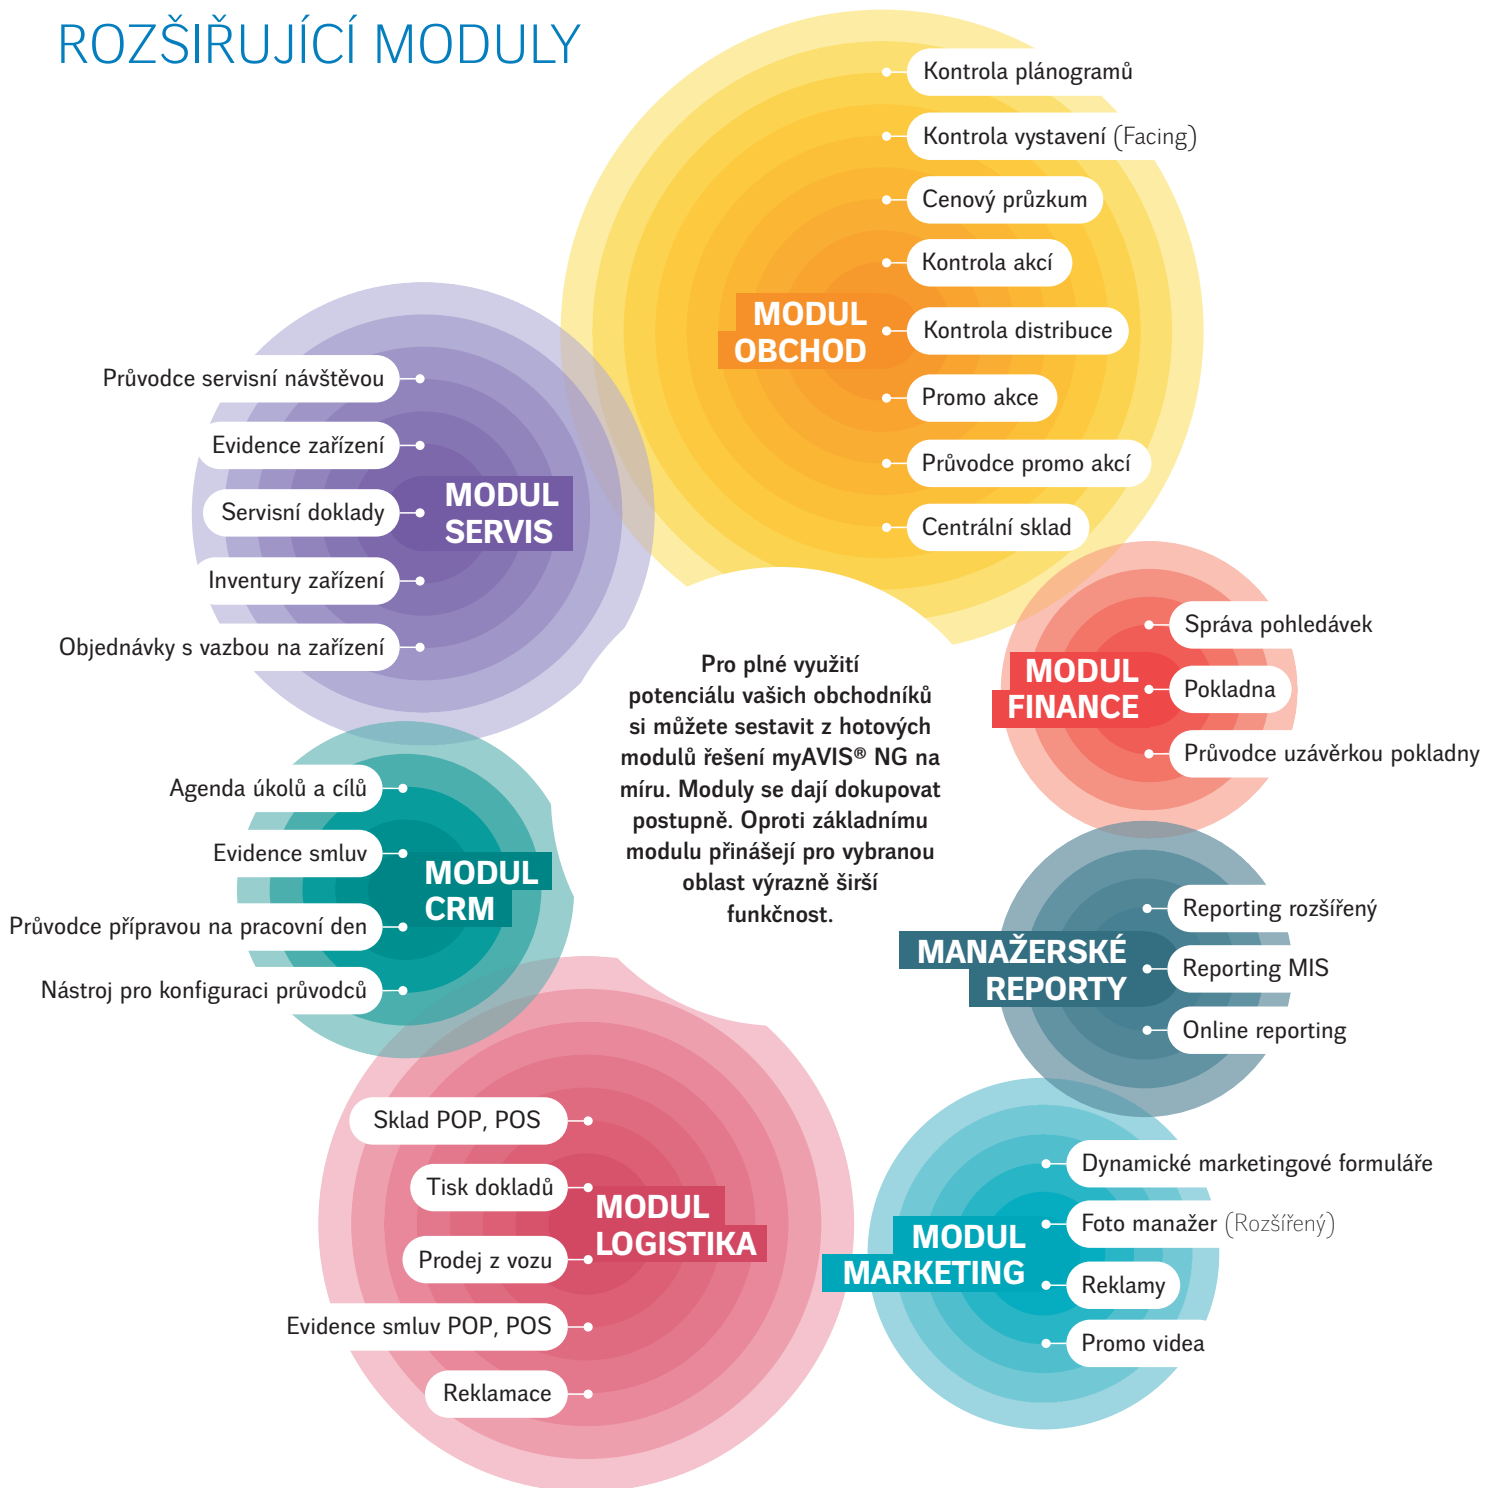 ROZŠIŘUJÍCÍ MODULY
Kontrola plánogramů
Kontrola vystavení (Facing)
Cenový průzkum
Kontrola akcí
MODUL
OBCHOD
Kontrola distribuce
Promo akce
Průvodce promo akcí
Centrální sklad
Průvodce servisní návštěvou
Evidence zařízení
Servisní doklady
MODUL
SERVIS
Inventury zařízení
Objednávky s vazbou na zařízení
Pro plné využití
potenciálu vašich obchodníků
si můžete sestavit z hotových
modulů řešení myAVIS® NG na
míru. Moduly se dají dokupovat
postupně. Oproti základnímu
modulu přinášejí pro vybranou
oblast výrazně širší
funkčnost.
Správa pohledávek
MODUL
FINANCE
Pokladna
Průvodce uzávěrkou pokladny
Agenda úkolů a cílů
Evidence smluv
MODUL
CRM
Průvodce přípravou na pracovní den
Nástroj pro konfiguraci průvodců
Reporting rozšířený
MANAŽERSKÉ
REPORTY
Reporting MIS
Online reporting
Sklad POP, POS
Tisk dokladů
MODUL
LOGISTIKA
Prodej z vozu
Evidence smluv POP, POS
Reklamace
Dynamické marketingové formuláře
Foto manažer (Rozšířený)
MODUL
MARKETING
Reklamy
Promo videa